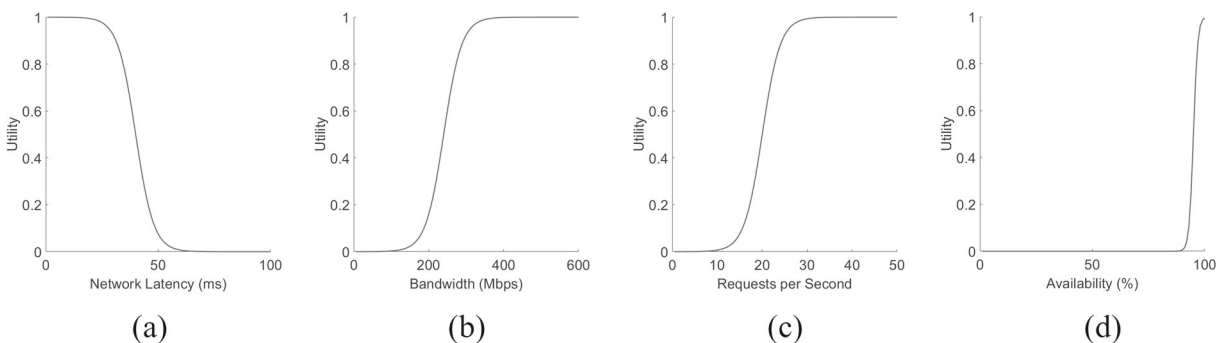 1
0.8
0.6
0.4
0.2
0
Utility
0 50 100
Network Latency (ms)
(a)
1
0.8
0.6
0.4
0.2
0
Utility
0 200 400 600
Bandwidth (Mbps)
(b)
1
0.8
0.6
0.4
0.2
0
Utility
0 10 20 30 40 50
Requests per Second
(c)
1
0.8
0.6
0.4
0.2
0
Utility
0 50 100
Availability (%)
(d)